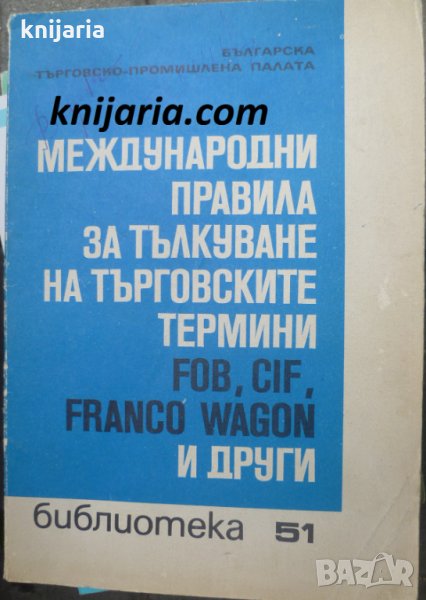 knijaria
БЪЛГАРСКА
ТЪРГОВСКО-ПРОМИШЛЕНА ПАЛАТА
knijaria.com
МЕЖДУНАРОДНИ
ПРАВИЛА
ЗА ТЪЛКУВАНЕ
НА ТЪРГОВСКИТЕ
ТЕРМИНИ
FOB, CIF,
FRANCO WAGON
И ДРУГИ
библиотека 51
BAZAR